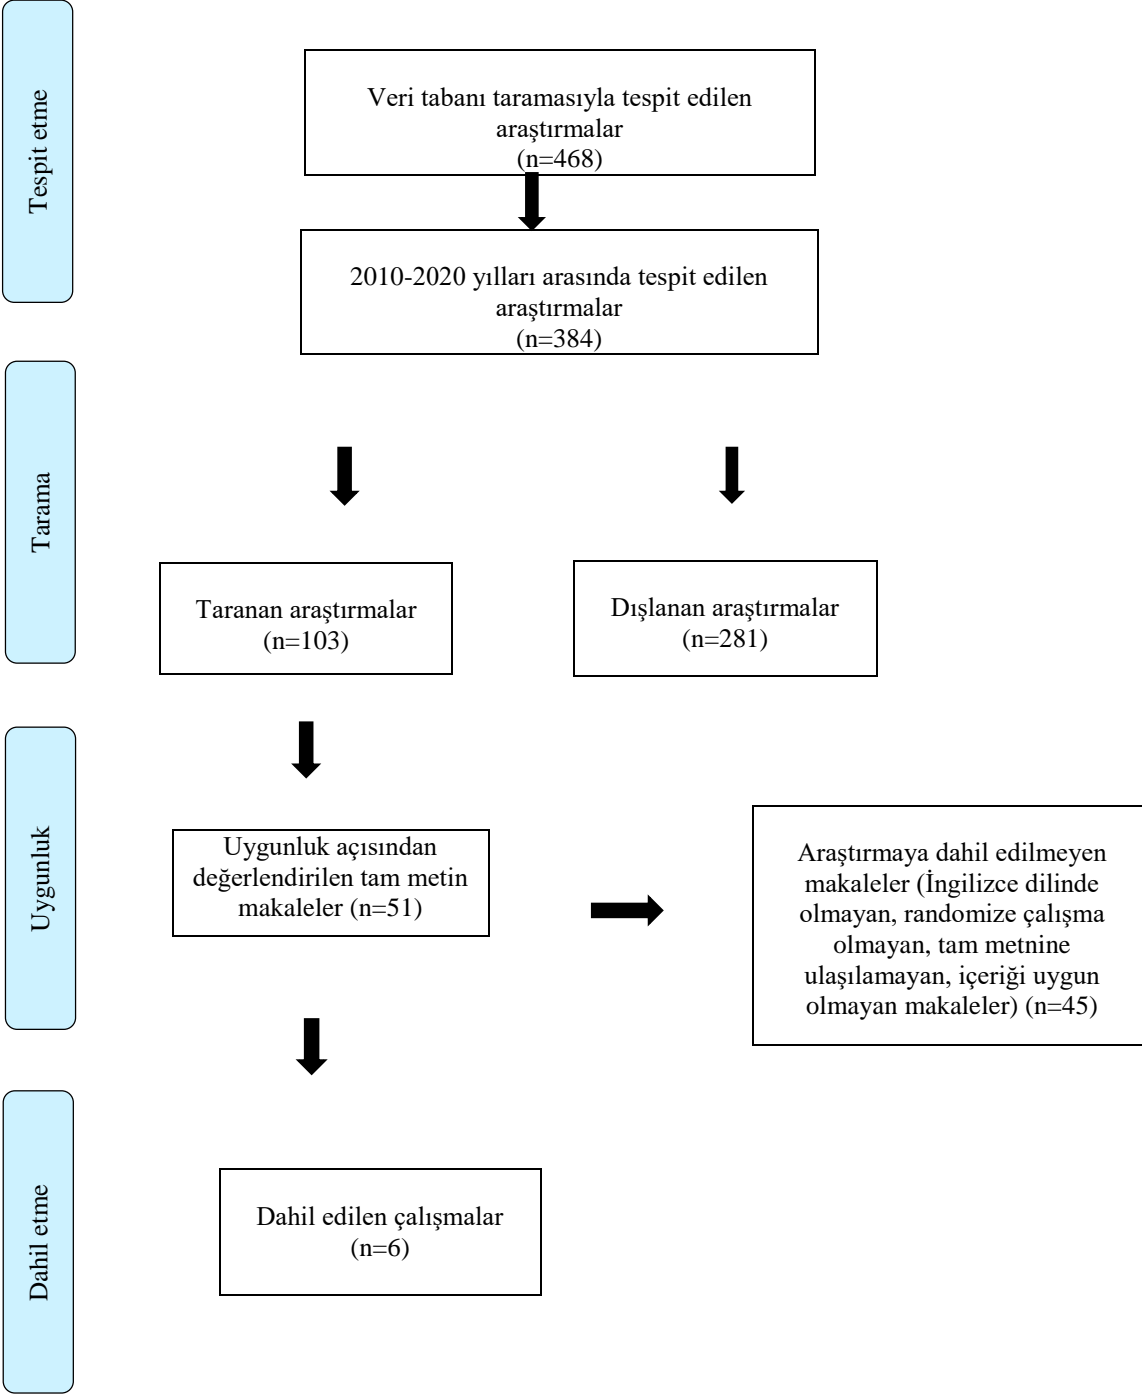 Tespit etme
Veri tabanı taramasıyla tespit edilen
araştırmalar
(n=468)
2010-2020 yılları arasında tespit edilen
araştırmalar
(n=384)
Tarama
Taranan araştırmalar
(n=103)
Dışlanan araştırmalar
(n=281)
Uygunluk
Uygunluk açısından
değerlendirilen tam metin
makaleler (n=51)
Araştırmaya dahil edilmeyen
makaleler (İngilizce dilinde
olmayan, randomize çalışma
olmayan, tam metnine
ulaşılamayan, içeriği uygun
olmayan makaleler) (n=45)
Dahil etme
Dahil edilen çalışmalar
(n=6)